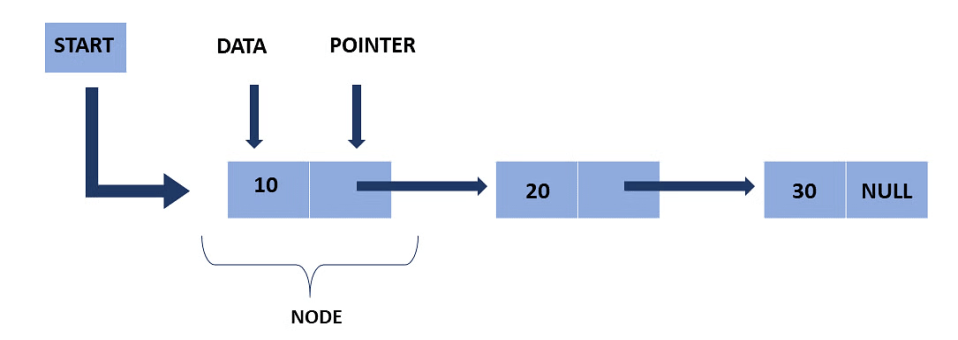 START
DATA
POINTER
10
20
30
NULL
NODE